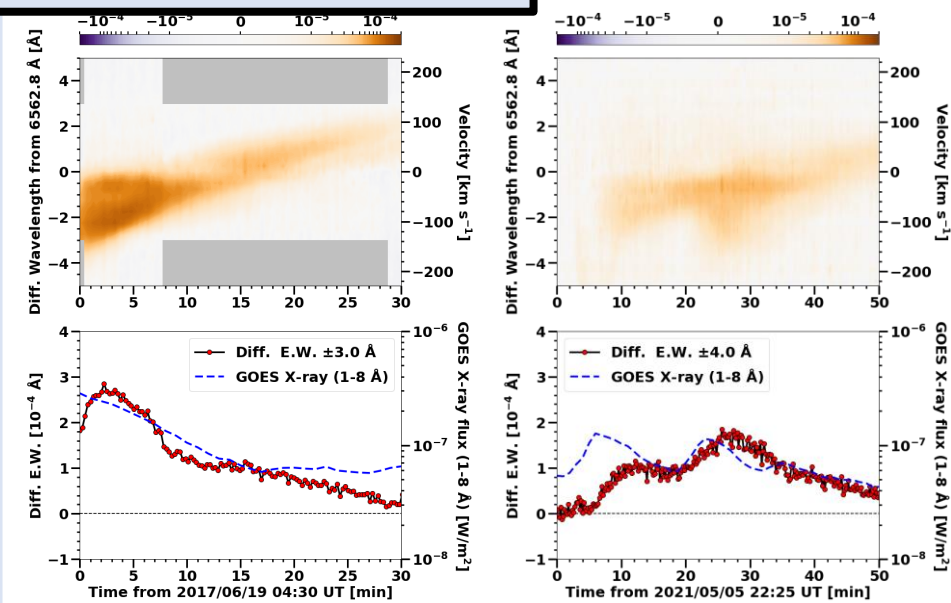 −10⁻⁴ −10⁻⁵ 0 10⁻⁵ 10⁻⁴
Diff. Wavelength from 6562.8 Å [Å]
4
2
0
−2
−4
200
100
0
−100
−200
Velocity [km s⁻¹]
0 5 10 15 20 25 30
−10⁻⁴ −10⁻⁵ 0 10⁻⁵ 10⁻⁴
Diff. Wavelength from 6562.8 Å [Å]
4
2
0
−2
−4
200
100
0
−100
−200
Velocity [km s⁻¹]
0 10 20 30 40 50
Diff. E.W. [10⁻⁴ Å]
4
3
2
1
0
−1
Diff. E.W. ±3.0 Å
GOES X-ray (1-8 Å)
10⁻⁶
10⁻⁷
10⁻⁸
GOES X-ray flux (1-8 Å) [W/m²]
0 5 10 15 20 25 30
Time from 2017/06/19 04:30 UT [min]
Diff. E.W. [10⁻⁴ Å]
4
3
2
1
0
−1
Diff. E.W. ±4.0 Å
GOES X-ray (1-8 Å)
10⁻⁶
10⁻⁷
10⁻⁸
GOES X-ray flux (1-8 Å) [W/m²]
0 10 20 30 40 50
Time from 2021/05/05 22:25 UT [min]